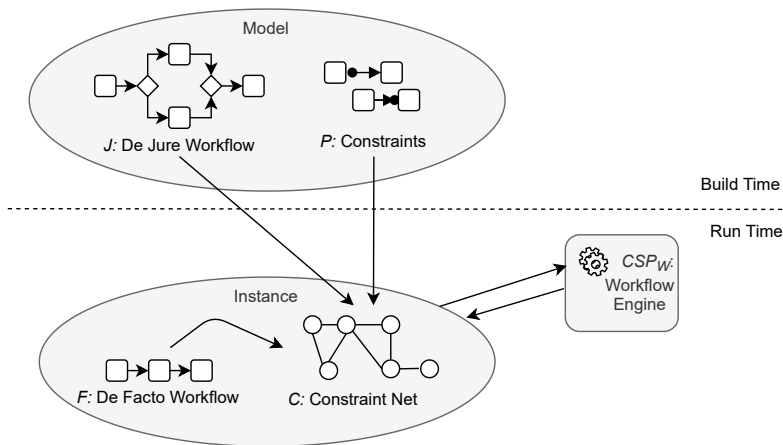 Model
J: De Jure Workflow
P: Constraints
Build Time
Run Time
CSP_W:
Workflow
Engine
Instance
F: De Facto Workflow
C: Constraint Net